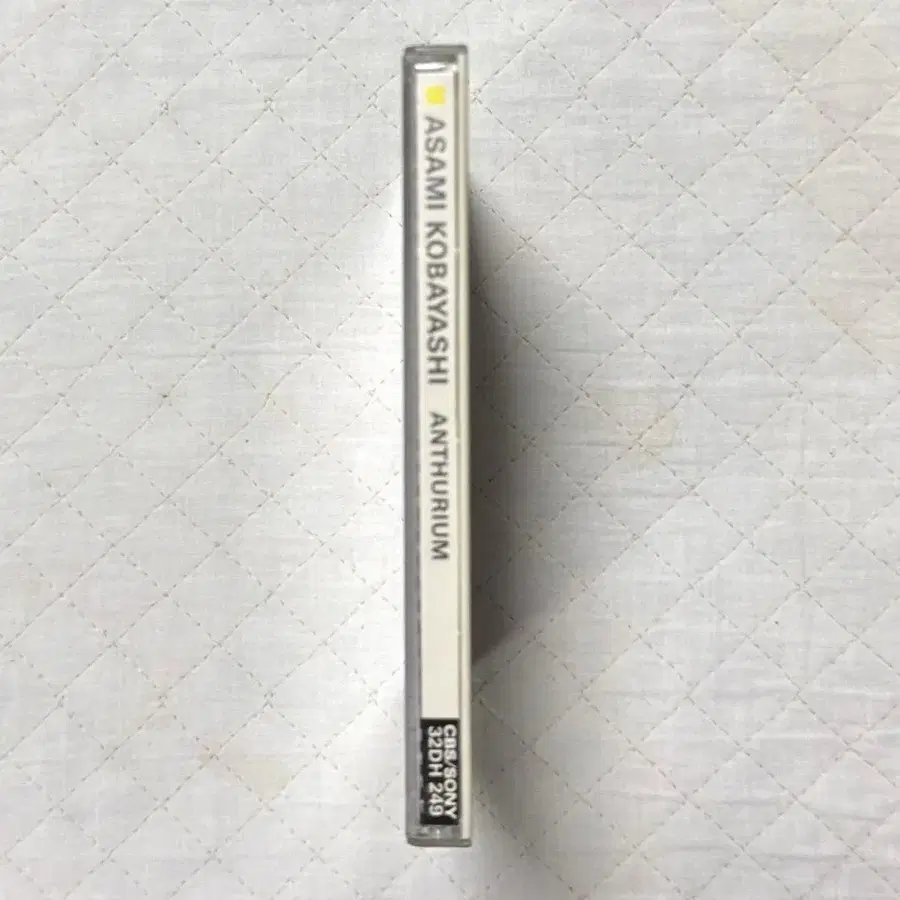 ASAMI KOBAYASHI ANTHURIUM
CBS/SONY
32DH 249